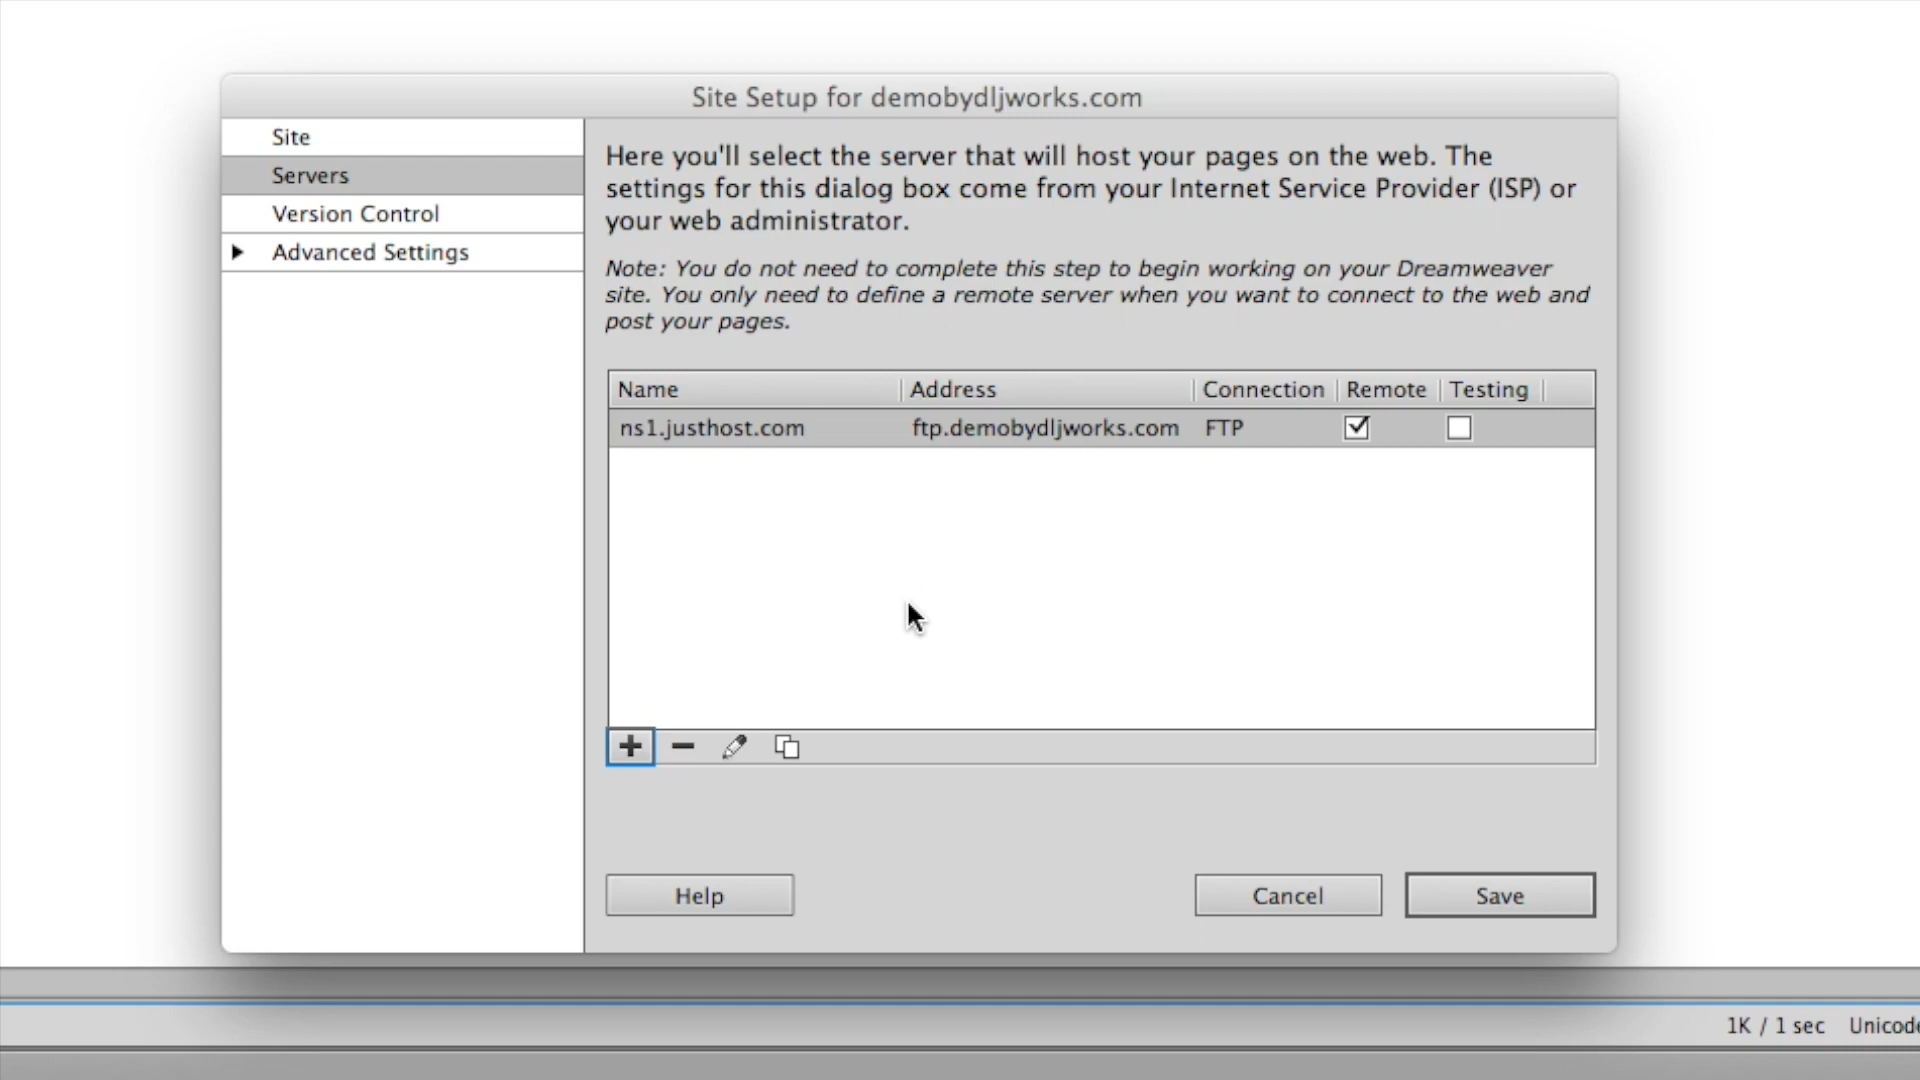 Site Setup for demobydljworks.com
Site
Servers
Version Control
Advanced Settings
Here you'll select the server that will host your pages on the web. The
settings for this dialog box come from your Internet Service Provider (ISP) or
your web administrator.
Note: You do not need to complete this step to begin working on your Dreamweaver
site. You only need to define a remote server when you want to connect to the web and
post your pages.
Name Address Connection Remote Testing
ns1.justhost.com ftp.demobydljworks.com FTP
Help Cancel Save
1K / 1 sec Unicode